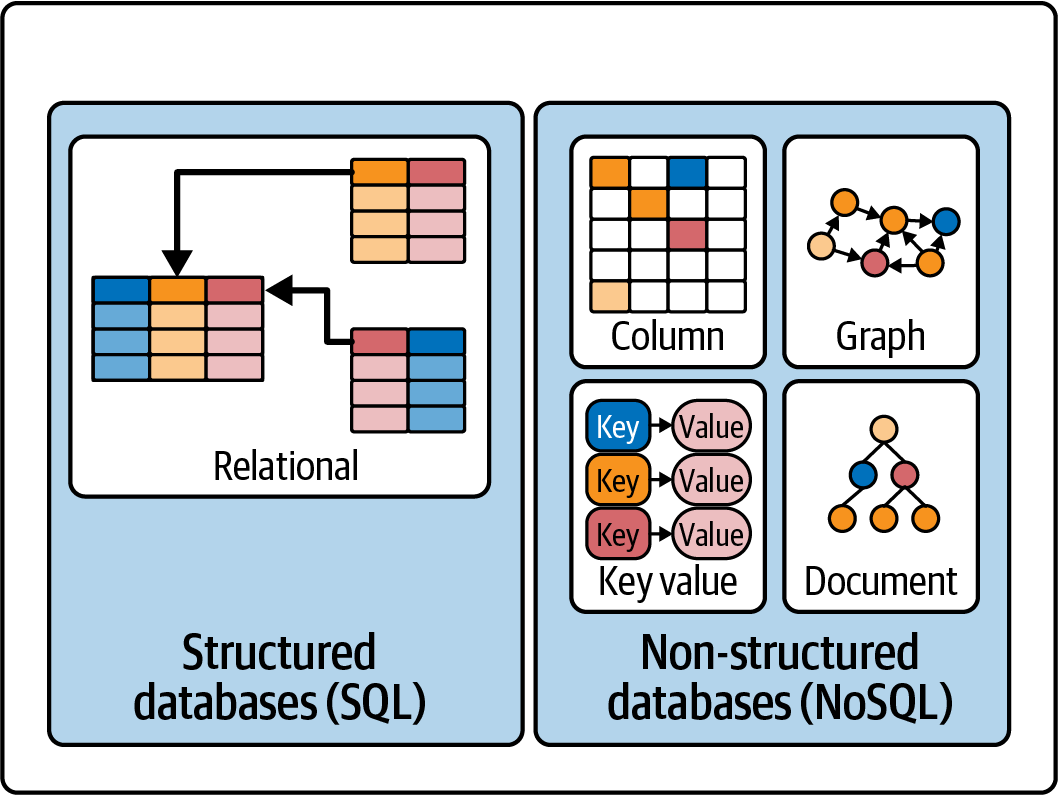 Relational
Structured
databases (SQL)
Column
Graph
Key Value
Key Value
Key Value
Key value
Document
Non-structured
databases (NoSQL)